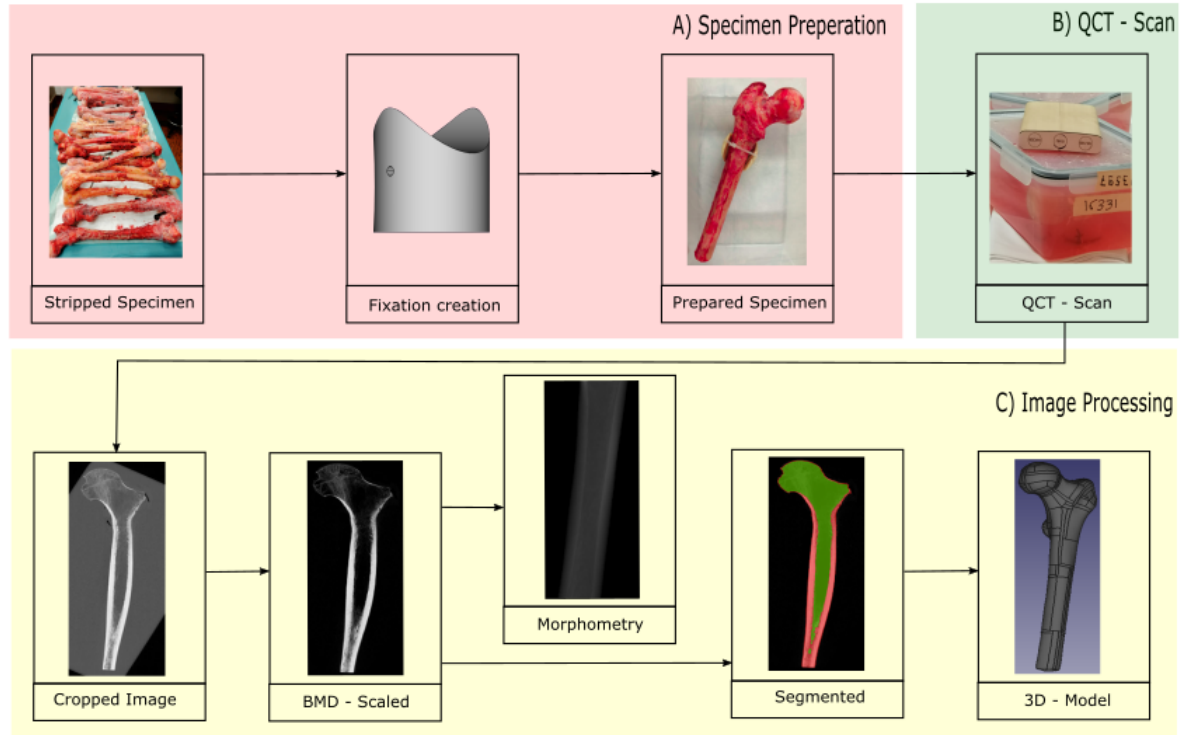 A) Specimen Preperation
B) QCT - Scan
Stripped Specimen
Fixation creation
Prepared Specimen
15331
QCT - Scan
C) Image Processing
Cropped Image
BMD - Scaled
Morphometry
Segmented
3D - Model